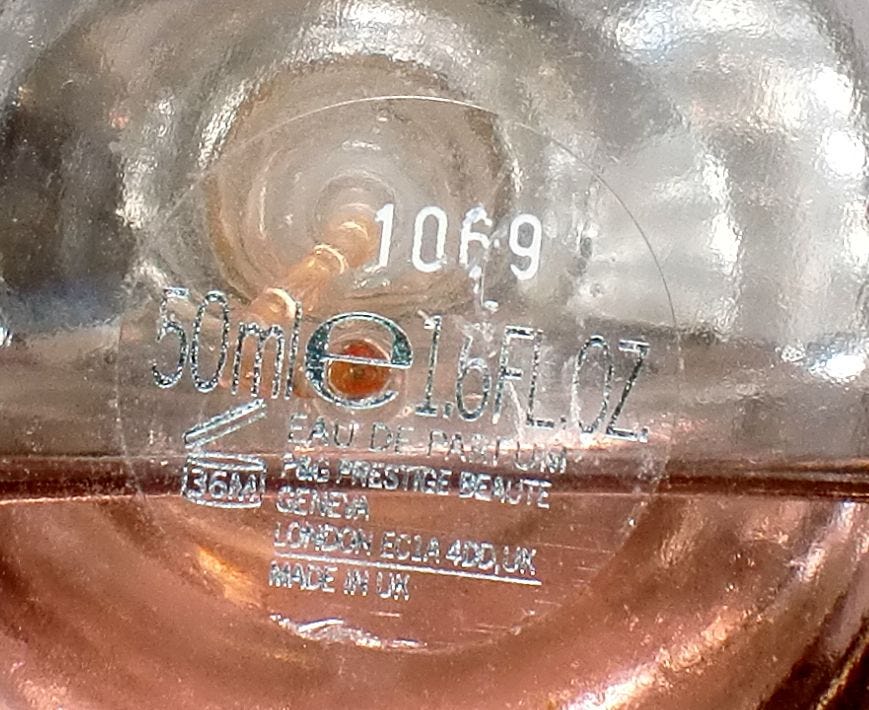 1069
50ml e 1.6FL.OZ.
36M
EAU DE PARFUM
P&G PRESTIGE BEAUTE
GENEVA
LONDON EC1A 4DD, UK
MADE IN UK